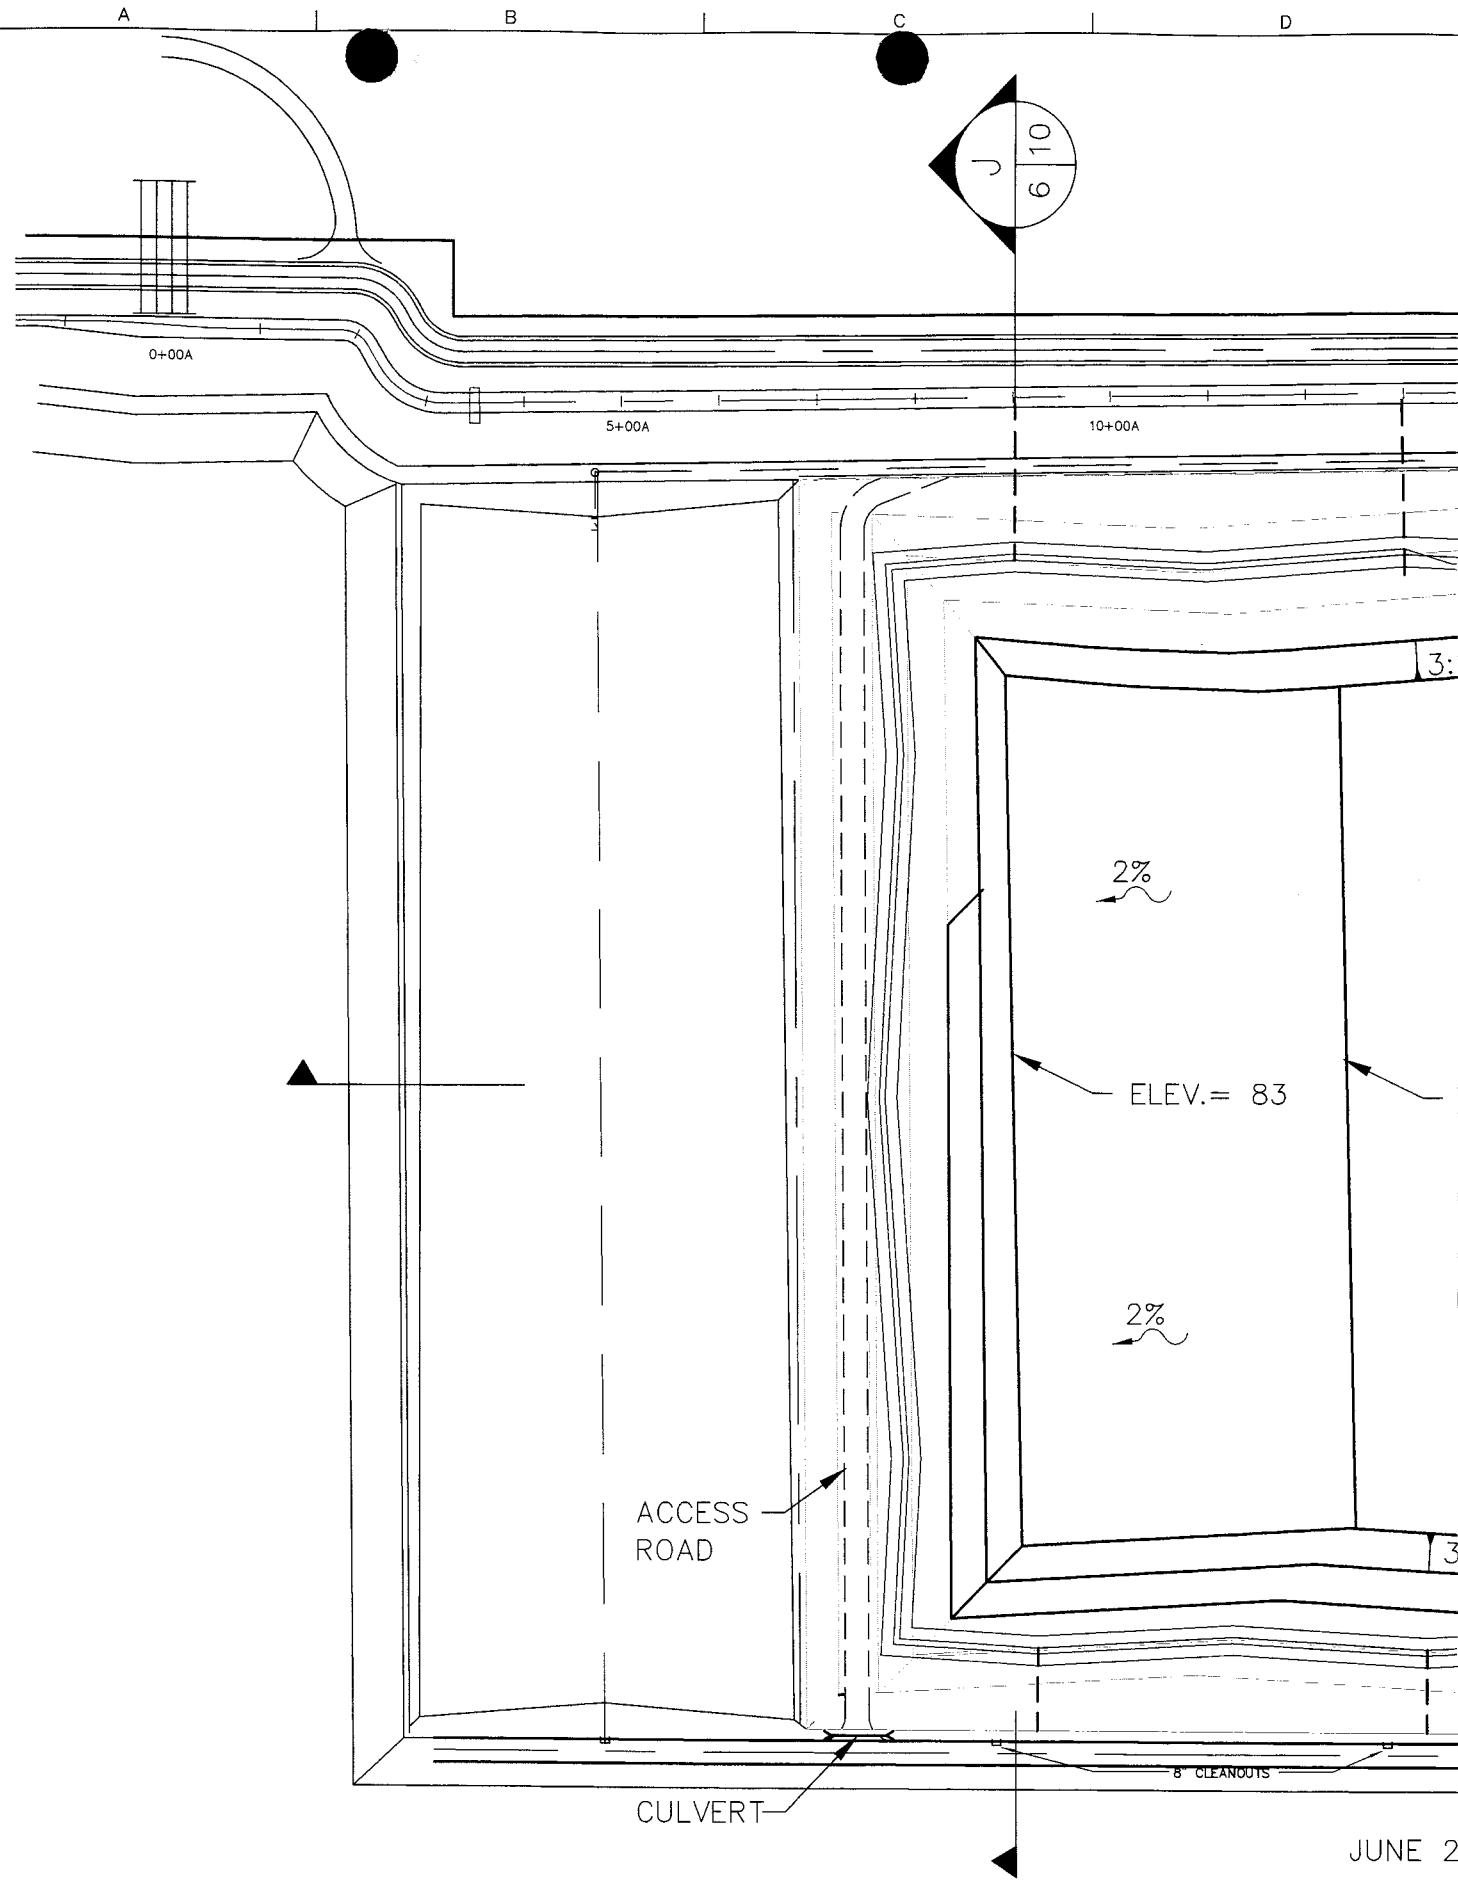 A B C D
J
10
6
0+00A
5+00A
10+00A
3:
2%
ELEV.= 83
2%
ACCESS
ROAD
3
8" CLEANOUTS
CULVERT
JUNE 2